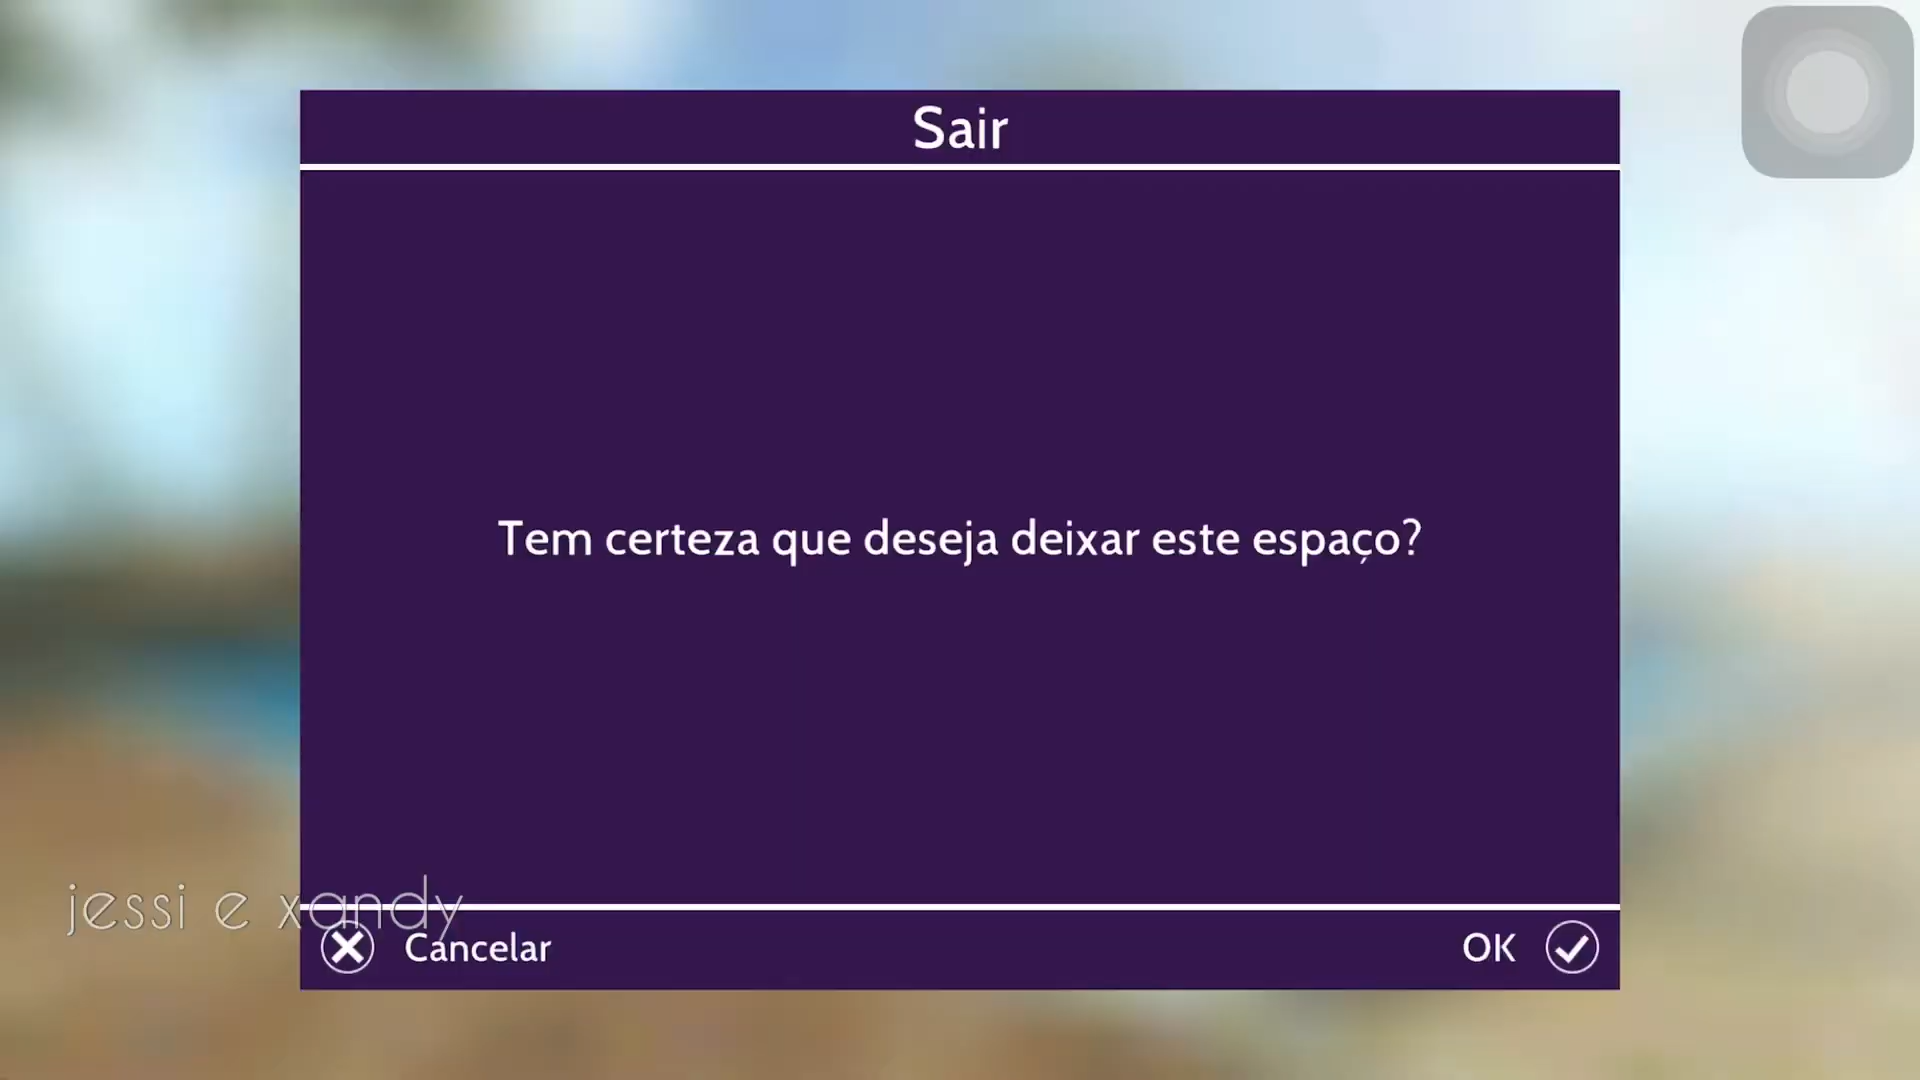 Sair
Tem certeza que deseja deixar este espaço?
jessi e xandy
Cancelar
OK